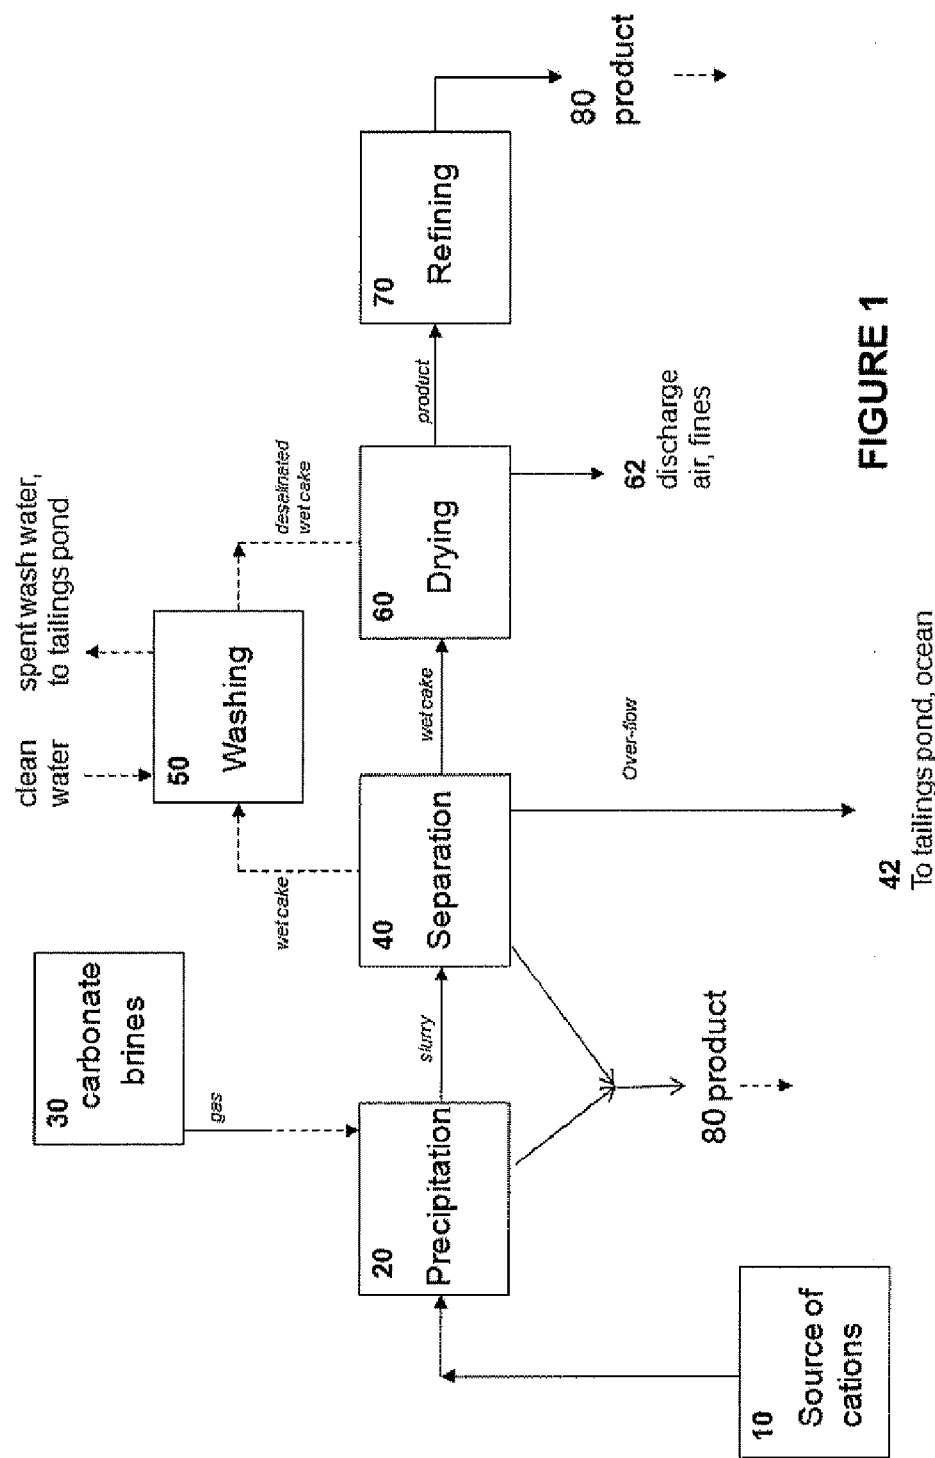 clean
water
spent wash water,
to tailings pond
30
carbonate
brines
gas
50
Washing
wet cake
desalinated
wet cake
20
Precipitation
slurry
40
Separation
wet cake
60
Drying
product
70
Refining
80
product
10
Source of
cations
80 product
Over-flow
62
discharge
air, fines
42
To tailings pond, ocean
FIGURE 1